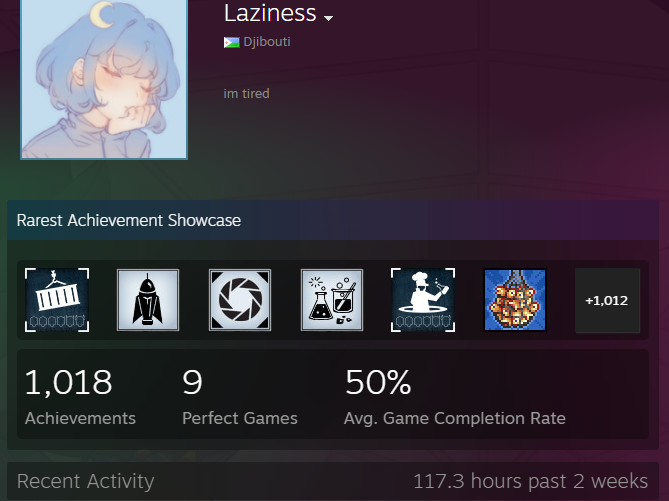 Laziness
Djibouti
im tired
Rarest Achievement Showcase
+1,012
1,018
Achievements
9
Perfect Games
50%
Avg. Game Completion Rate
Recent Activity
117.3 hours past 2 weeks